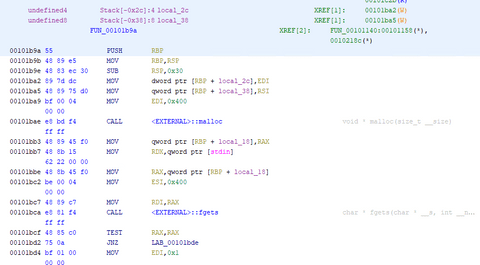 undefined4 Stack[-0x2c]:4 local_2c XREF[1]: 00101ba2(W)
undefined8 Stack[-0x38]:8 local_38 XREF[1]: 00101ba5(W)
FUN_00101b9a XREF[2]: FUN_00101140:00101158(*),
0010218c(*)
00101b9a 55 PUSH RBP
00101b9b 48 89 e5 MOV RBP,RSP
00101b9e 48 83 ec 30 SUB RSP,0x30
00101ba2 89 7d dc MOV dword ptr [RBP + local_2c],EDI
00101ba5 48 89 75 d0 MOV qword ptr [RBP + local_38],RSI
00101ba9 bf 00 04 MOV EDI,0x400
00 00
00101bae e8 bd f4 CALL <EXTERNAL>::malloc void * malloc(size_t __size)
ff ff
00101bb3 48 89 45 f0 MOV qword ptr [RBP + local_18],RAX
00101bb7 48 8b 15 MOV RDX,qword ptr [stdin]
62 22 00 00
00101bbe 48 8b 45 f0 MOV RAX,qword ptr [RBP + local_18]
00101bc2 be 00 04 MOV ESI,0x400
00 00
00101bc7 48 89 c7 MOV RDI,RAX
00101bca e8 81 f4 CALL <EXTERNAL>::fgets char * fgets(char * __s, int __n...
ff ff
00101bcf 48 85 c0 TEST RAX,RAX
00101bd2 75 0a JNZ LAB_00101bde
00101bd4 bf 01 00 MOV EDI,0x1
00 00